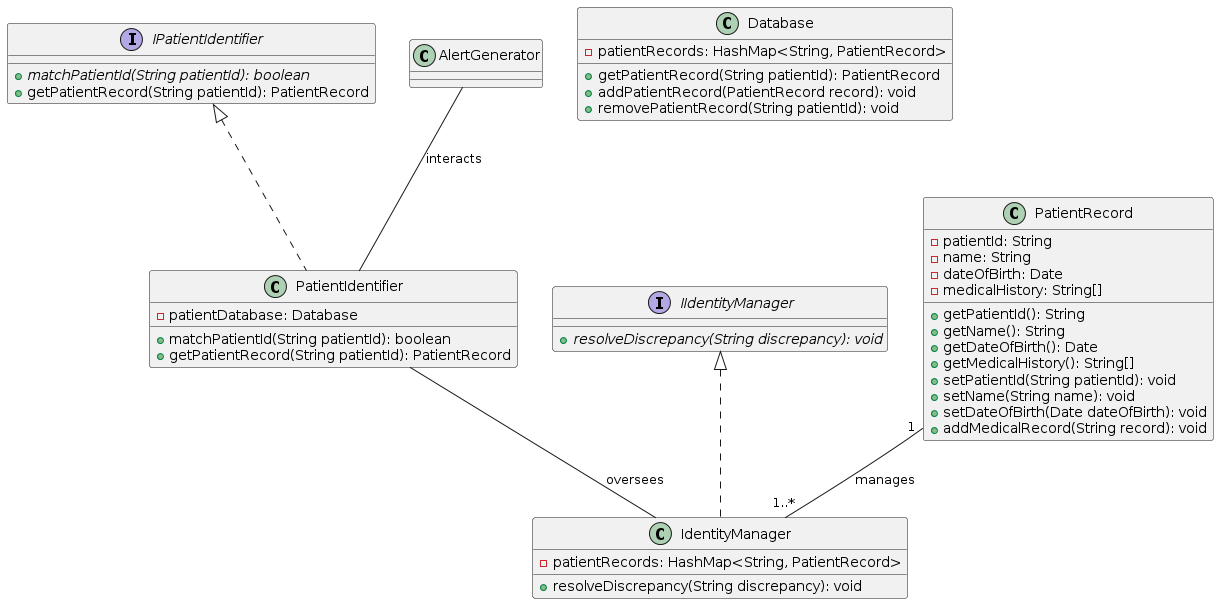 I IPatientIdentifier
matchPatientId(String patientId): boolean
getPatientRecord(String patientId): PatientRecord
C AlertGenerator
C Database
patientRecords: HashMap<String, PatientRecord>
getPatientRecord(String patientId): PatientRecord
addPatientRecord(PatientRecord record): void
removePatientRecord(String patientId): void
interacts
C PatientRecord
patientId: String
name: String
dateOfBirth: Date
medicalHistory: String[]
getPatientId(): String
getName(): String
getDateOfBirth(): Date
getMedicalHistory(): String[]
setPatientId(String patientId): void
setName(String name): void
setDateOfBirth(Date dateOfBirth): void
addMedicalRecord(String record): void
C PatientIdentifier
patientDatabase: Database
matchPatientId(String patientId): boolean
getPatientRecord(String patientId): PatientRecord
I IIdentityManager
resolveDiscrepancy(String discrepancy): void
1
oversees
manages
1..*
C IdentityManager
patientRecords: HashMap<String, PatientRecord>
resolveDiscrepancy(String discrepancy): void